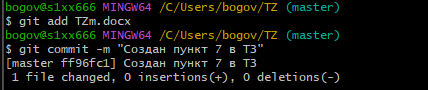 bogov@s1xx666 MINGW64 /C/Users/bogov/TZ (master)
$ git add TZm.docx
bogov@s1xx666 MINGW64 /C/Users/bogov/TZ (master)
$ git commit -m "Создан пункт 7 в ТЗ"
[master ff96fc1] Создан пункт 7 в ТЗ
1 file changed, 0 insertions(+), 0 deletions(-)